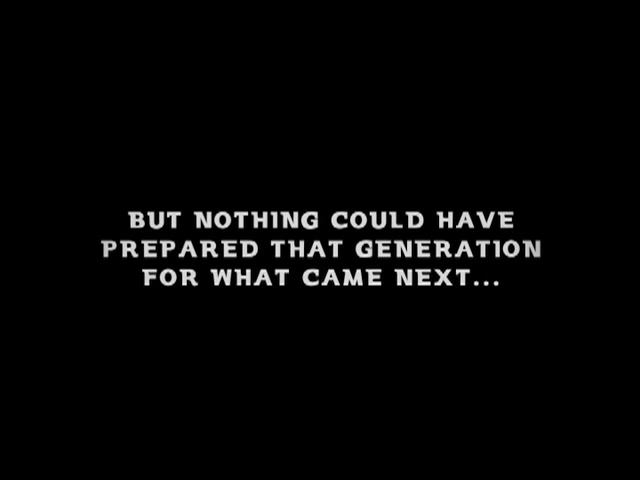 BUT NOTHING COULD HAVE
PREPARED THAT GENERATION
FOR WHAT CAME NEXT...